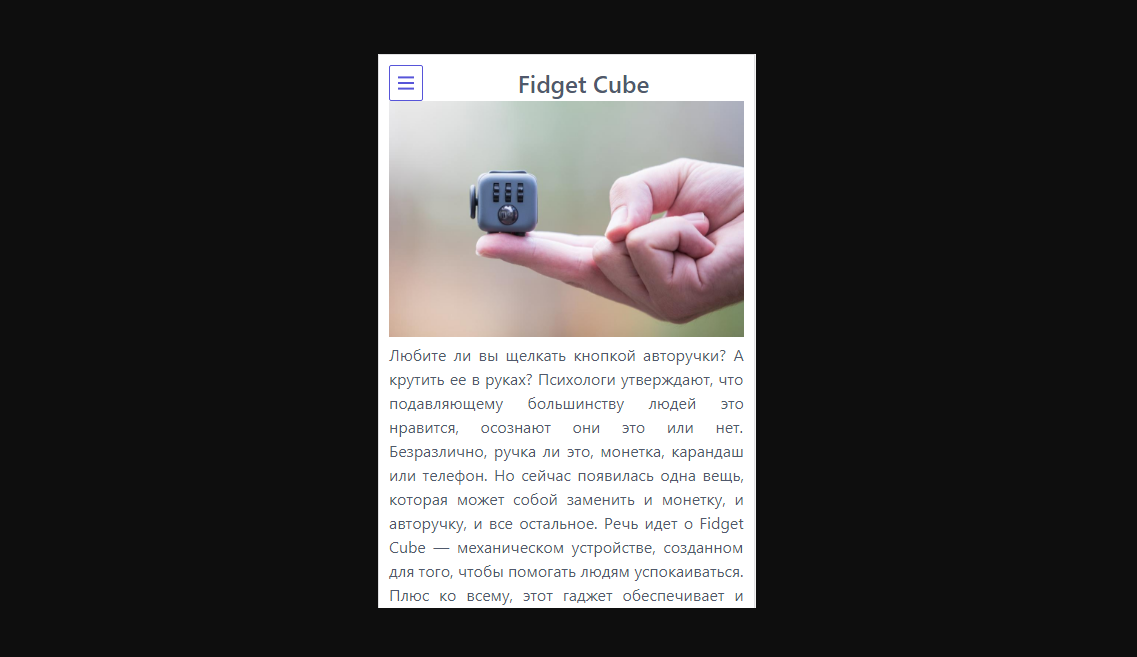 Fidget Cube
Любите ли вы щелкать кнопкой авторучки? А
крутить ее в руках? Психологи утверждают, что
подавляющему большинству людей это
нравится, осознают они это или нет.
Безразлично, ручка ли это, монетка, карандаш
или телефон. Но сейчас появилась одна вещь,
которая может собой заменить и монетку, и
авторучку, и все остальное. Речь идет о Fidget
Cube — механическом устройстве, созданном
для того, чтобы помогать людям успокаиваться.
Плюс ко всему, этот гаджет обеспечивает и